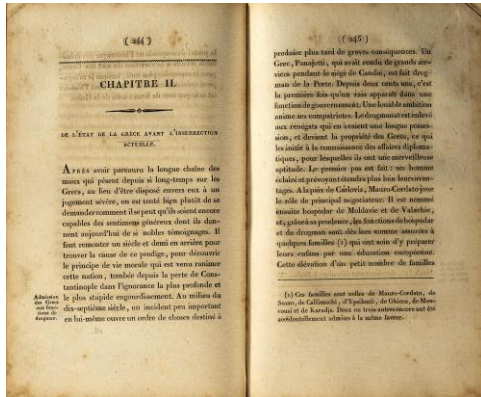 ( 244 )
CHAPITRE II.
DE L'ÉTAT DE LA GRÈCE AVANT L'INSURRECTION
ACTUELLE.
APRÈS avoir parcouru la longue chaîne des
maux qui pèsent depuis si long-temps sur les
Grecs, au lieu d'être disposé envers eux à un
jugement sévère, on est tenté bien plutôt de se
demander comment il se peut qu'ils soient encore
capables des sentimens généreux dont ils don-
nent aujourd'hui de si nobles témoignages. Il
faut remonter un siècle et demi en arrière pour
trouver la cause de ce prodige, pour découvrir
le principe de vie morale qui est venu ranimer
cette nation, tombée depuis la perte de Cons-
tantinople dans l'ignorance la plus profonde et
le plus stupide engourdissement. Au milieu du
dix-septième siècle, un incident peu important
en lui-même ouvre un ordre de choses destiné à
Admission
des Grecs
aux fonc-
tions de
drogman.
( 245 )
produire plus tard de graves conséquences. Un
Grec, Panajotti, qui avait rendu de grands ser-
vices pendant le siége de Candie, est fait drog-
man de la Porte. Depuis deux cents ans, c'est
la première fois qu'un raïa apparaît dans une
fonction de gouvernement. Une louable ambition
anime ses compatriotes. Le drogmanat est enlevé
aux renégats qui en avaient une longue posses-
sion, et devient la propriété des Grecs, ce qui
les initie à la connaissance des affaires diploma-
tiques, pour lesquelles ils ont une merveilleuse
aptitude. Le premier pas est fait : ses hommes
éclairé et prévoyant étendra plus loin leurs avan-
tages. A la paix de Carlovis, Mauro-Cordato joue
le rôle de principal négociateur. Il est nommé
ensuite hospodar de Moldavie et de Valachie,
et, grâce à sa prudence, les fonctions de hospodar
et de drogman sont dès lors comme assurées à
quelques familles (1) qui ont soin d'y préparer
leurs enfans par une éducation européenne.
Cette élévation d'un petit nombre de familles
(1) Ces familles sont celles de Mauro-Cordato, de
Suzzo, de Callimachi, d'Ypsilanti, de Ghicca, de Mou-
rousi et de Karadja. Deux ou trois autres encore ont été
accidentellement admises à la même faveur.